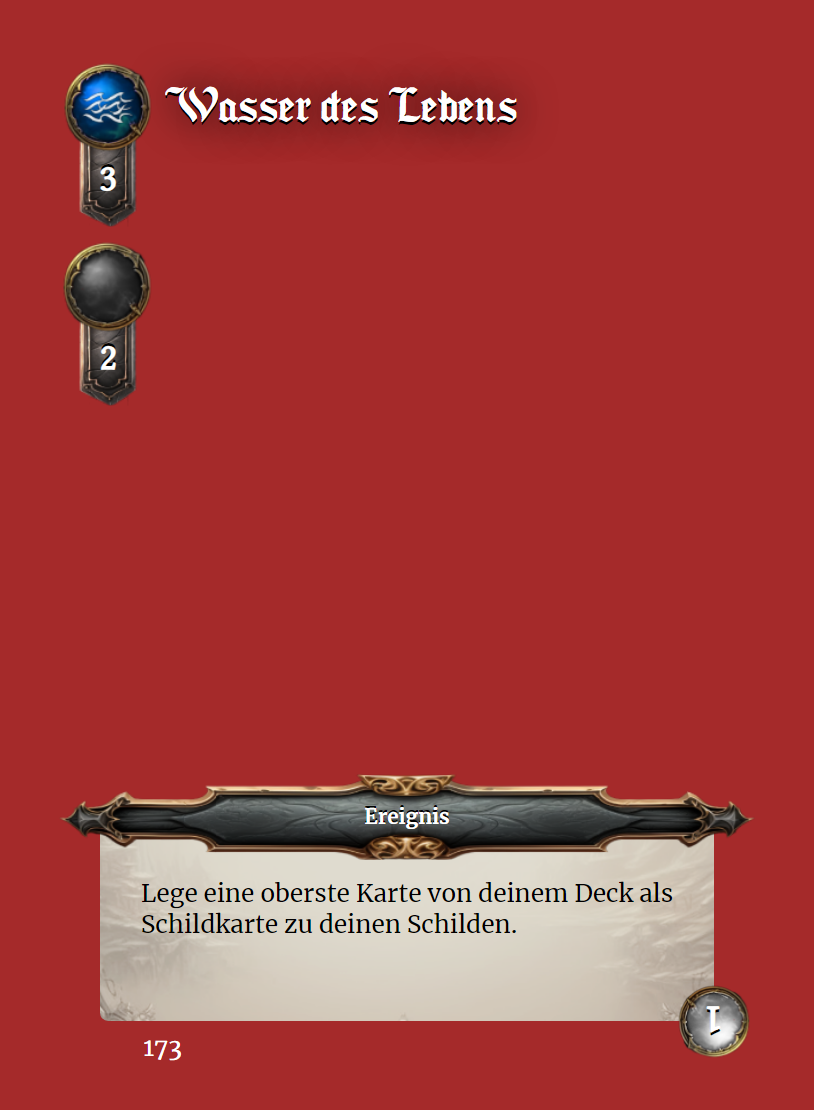 Wasser des Lebens
3
2
Ereignis
Lege eine oberste Karte von deinem Deck als
Schildkarte zu deinen Schilden.
1
173